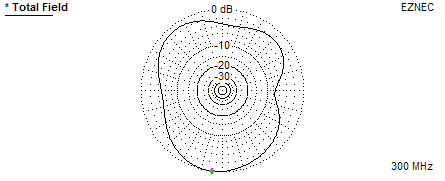 * Total Field
0 dB
EZNEC
-10
-20
-30
300 MHz